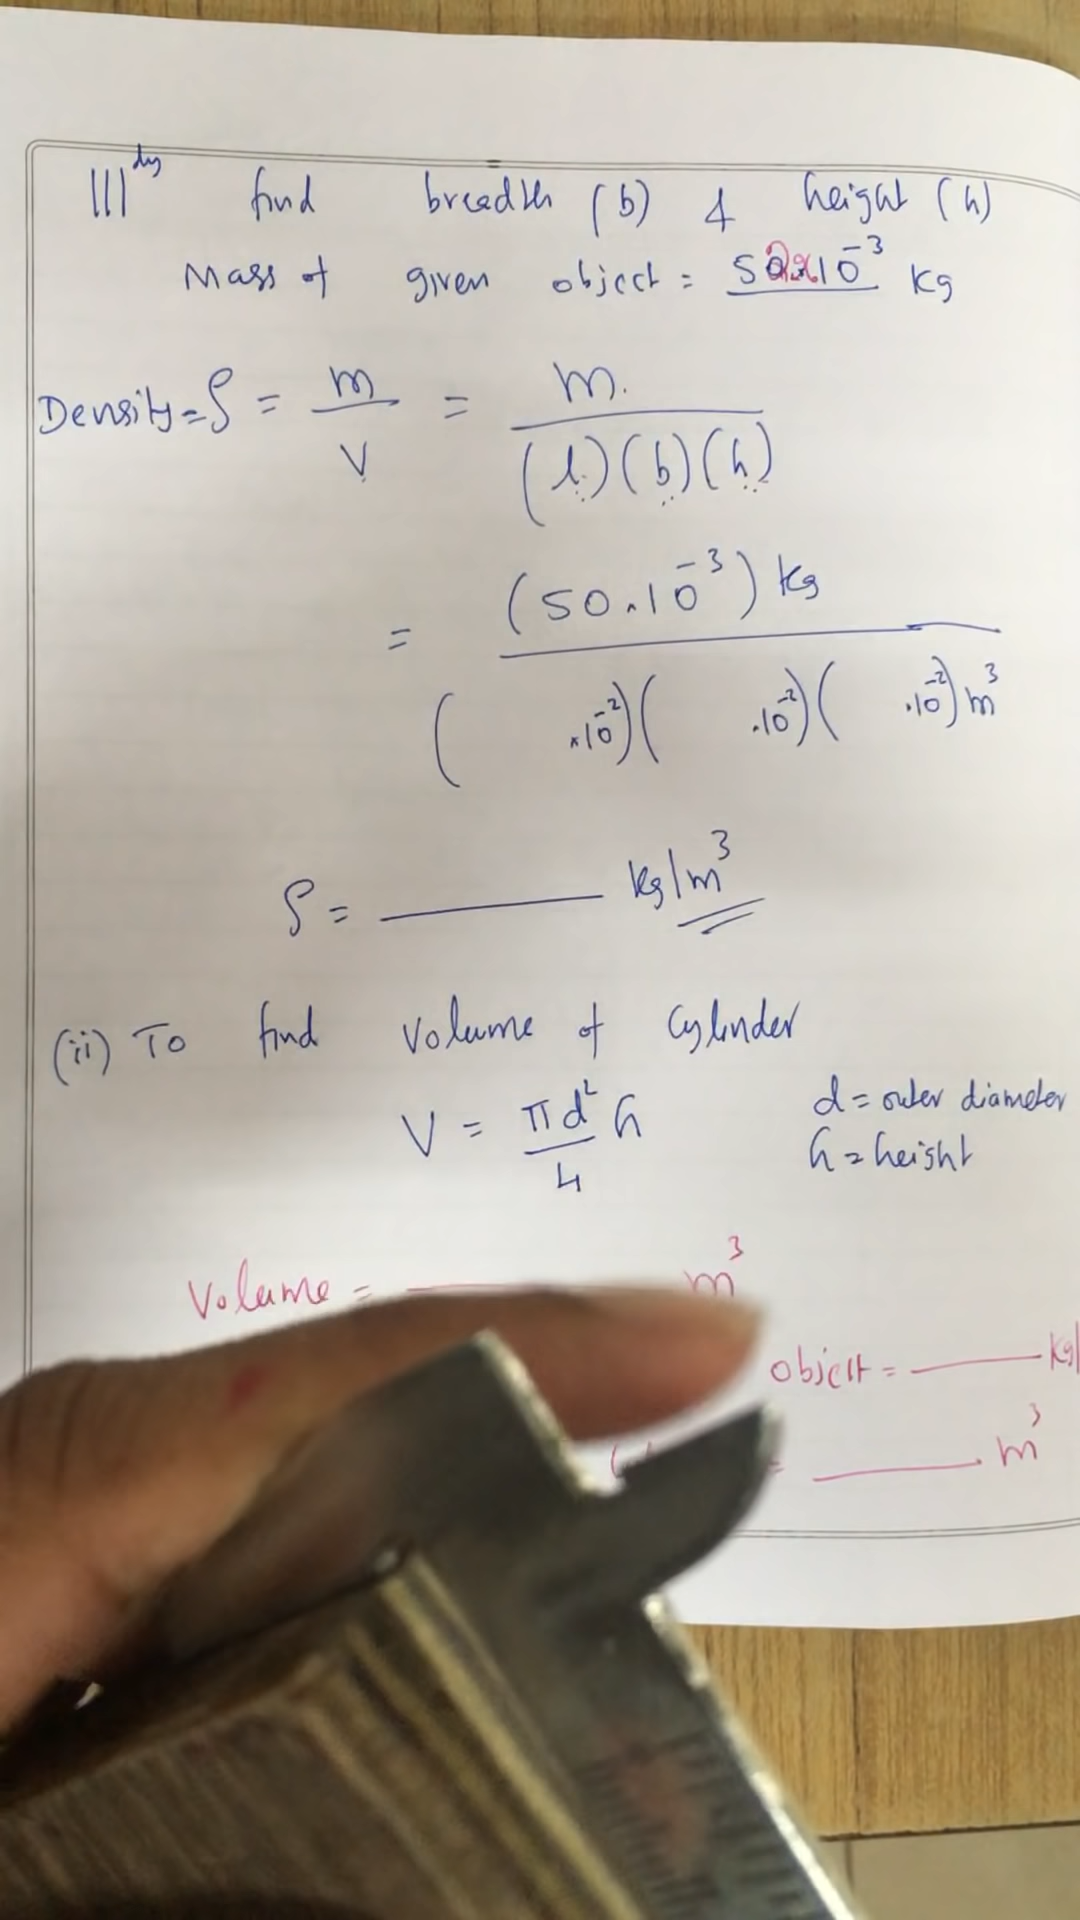 |||ly find breadth (b) & height (h)
Mass of given object = 50×10⁻³ kg
Density = ρ = m/V = m./(l)(b)(h)
= (50×10⁻³) kg / ( ×10⁻²)( ×10⁻²)( ×10⁻²) m³
ρ = ______ kg/m³
(ii) To find volume of cylinder
V = πd²/4 h
d = outer diameter
h = height
Volume = ______ m³
object = ______ kg/
= ______ m³